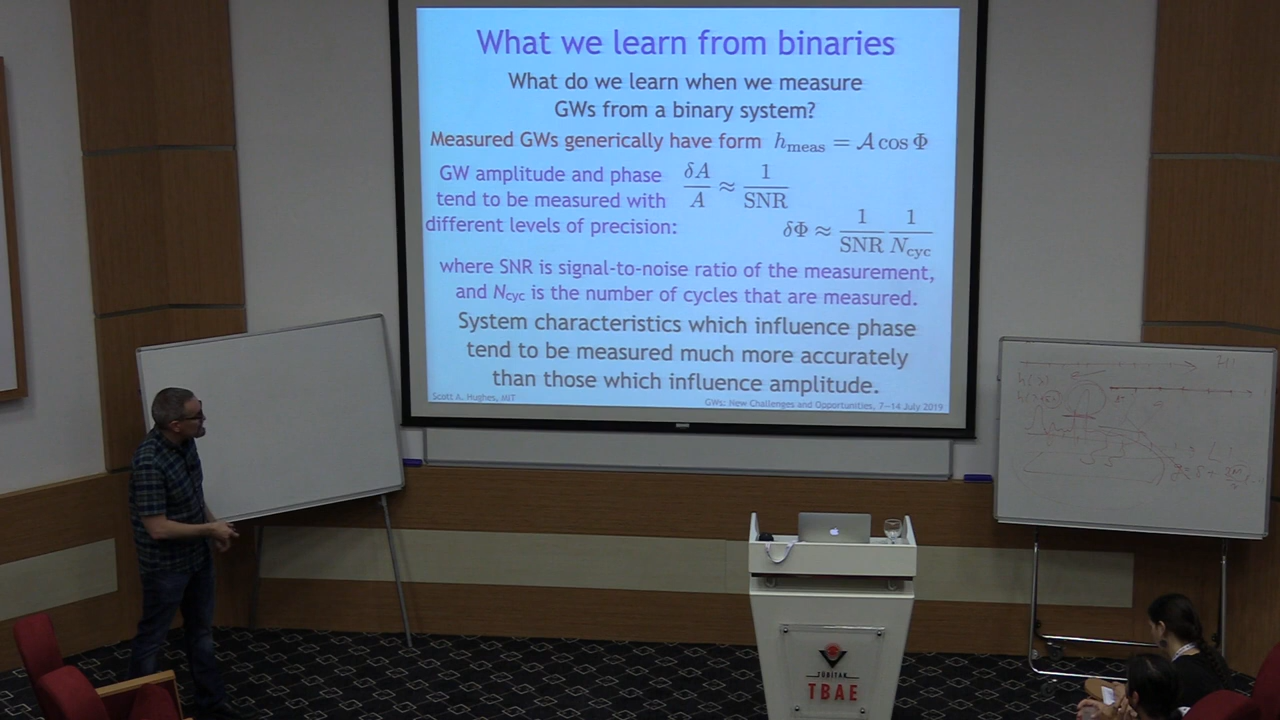 What we learn from binaries
What do we learn when we measure
GWs from a binary system?
Measured GWs generically have form h_meas = A cos Φ
GW amplitude and phase
tend to be measured with
different levels of precision:
δA/A ≈ 1/SNR
δΦ ≈ 1/SNR 1/N_cyc
where SNR is signal-to-noise ratio of the measurement,
and N_cyc is the number of cycles that are measured.
System characteristics which influence phase
tend to be measured much more accurately
than those which influence amplitude.
Scott A. Hughes, MIT
GWs: New Challenges and Opportunities, 7–14 July 2019
TÜBİTAK
TBAE